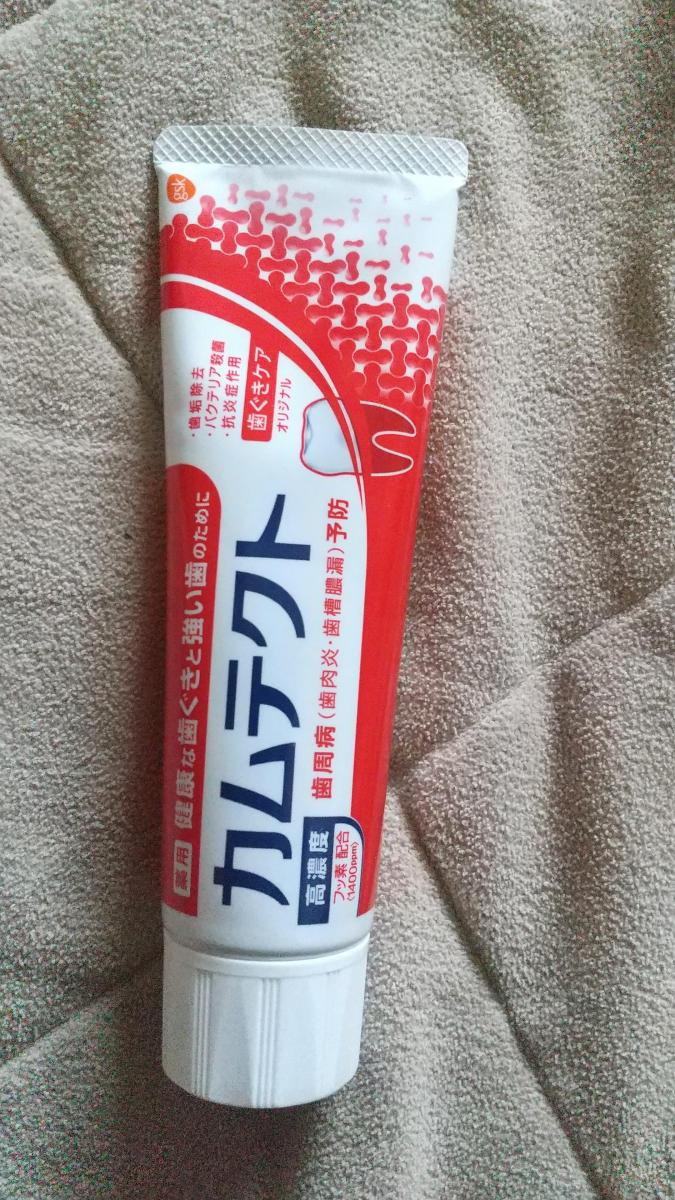 gsk
薬用 健康な歯ぐきと強い歯のために
・歯垢除去
・バクテリア殺菌
・抗炎症作用
歯ぐきケア
オリジナル
カムテクト
歯周病(歯肉炎・歯槽膿漏)予防
高濃度
フッ素 配合
〈1400ppm〉